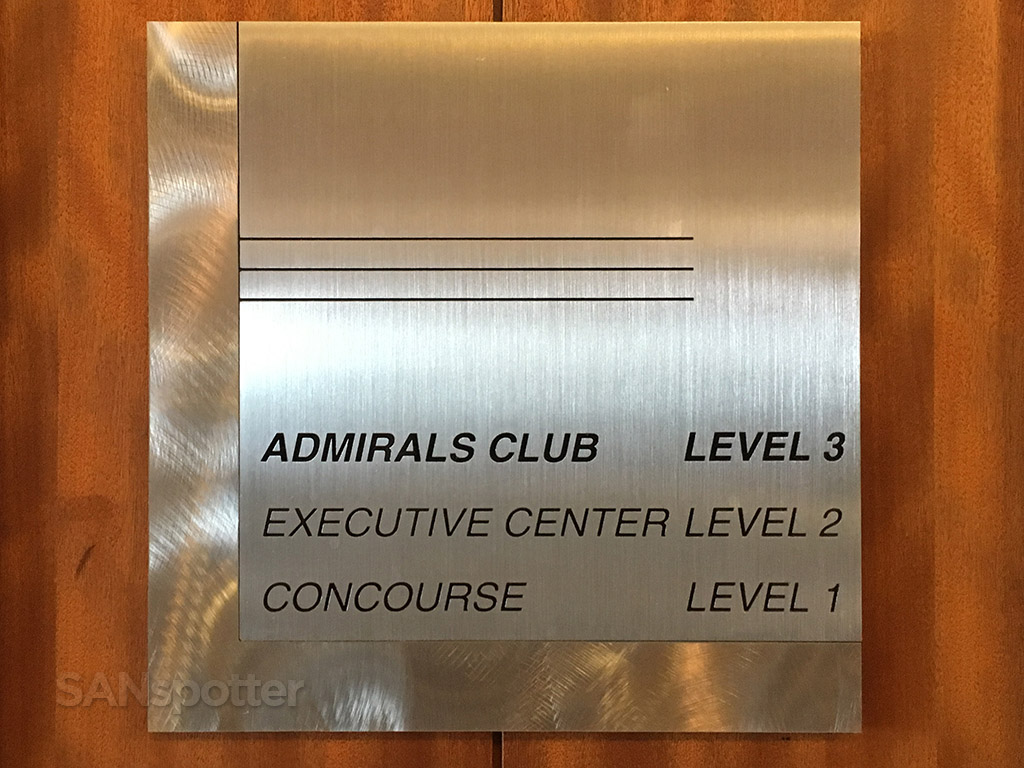 ADMIRALS CLUB LEVEL 3
EXECUTIVE CENTER LEVEL 2
CONCOURSE LEVEL 1
SANspotter